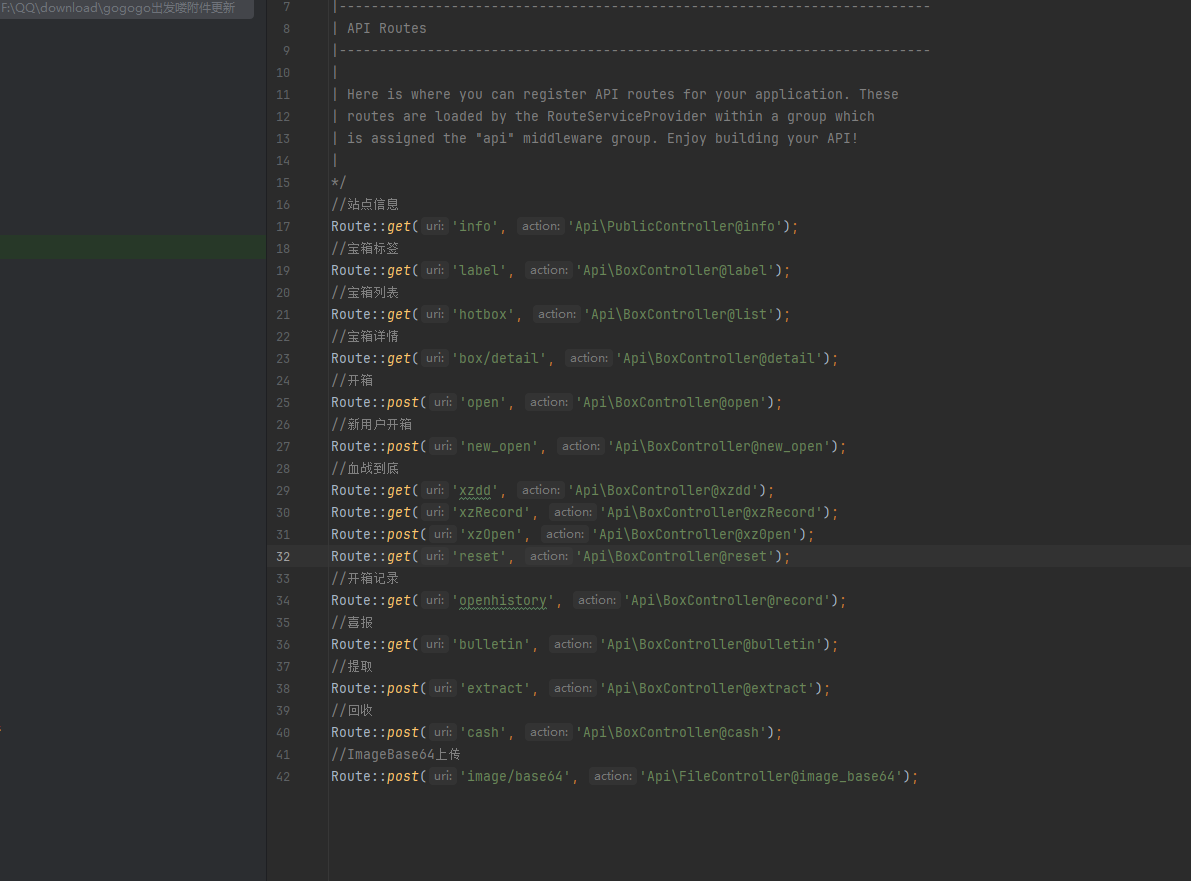 F:\QQ\download\gogogo出发喽附件更新
7 |--------------------------------------------------------------------------
8 | API Routes
9 |--------------------------------------------------------------------------
10 |
11 | Here is where you can register API routes for your application. These
12 | routes are loaded by the RouteServiceProvider within a group which
13 | is assigned the "api" middleware group. Enjoy building your API!
14 |
15 */
16 //站点信息
17 Route::get( uri: 'info', action: 'Api\PublicController@info');
18 //宝箱标签
19 Route::get( uri: 'label', action: 'Api\BoxController@label');
20 //宝箱列表
21 Route::get( uri: 'hotbox', action: 'Api\BoxController@list');
22 //宝箱详情
23 Route::get( uri: 'box/detail', action: 'Api\BoxController@detail');
24 //开箱
25 Route::post( uri: 'open', action: 'Api\BoxController@open');
26 //新用户开箱
27 Route::post( uri: 'new_open', action: 'Api\BoxController@new_open');
28 //血战到底
29 Route::get( uri: 'xzdd', action: 'Api\BoxController@xzdd');
30 Route::get( uri: 'xzRecord', action: 'Api\BoxController@xzRecord');
31 Route::post( uri: 'xzOpen', action: 'Api\BoxController@xzOpen');
32 Route::get( uri: 'reset', action: 'Api\BoxController@reset');
33 //开箱记录
34 Route::get( uri: 'openhistory', action: 'Api\BoxController@record');
35 //喜报
36 Route::get( uri: 'bulletin', action: 'Api\BoxController@bulletin');
37 //提取
38 Route::post( uri: 'extract', action: 'Api\BoxController@extract');
39 //回收
40 Route::post( uri: 'cash', action: 'Api\BoxController@cash');
41 //ImageBase64上传
42 Route::post( uri: 'image/base64', action: 'Api\FileController@image_base64');